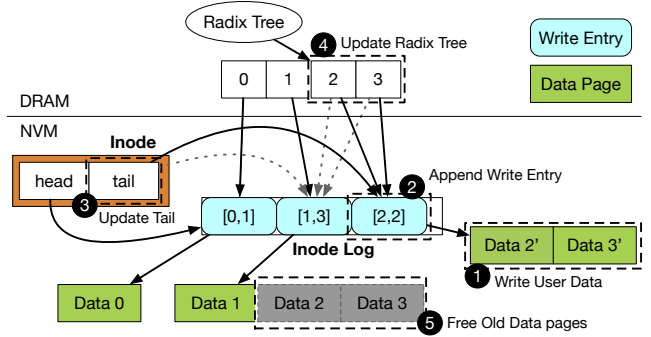 Radix Tree
4 Update Radix Tree
Write Entry
0 1 2 3
Data Page
DRAM
NVM
Inode
head tail
2 Append Write Entry
3 Update Tail
[0,1] [1,3] [2,2]
Inode Log
Data 2' Data 3'
1 Write User Data
Data 0 Data 1 Data 2 Data 3
5 Free Old Data pages